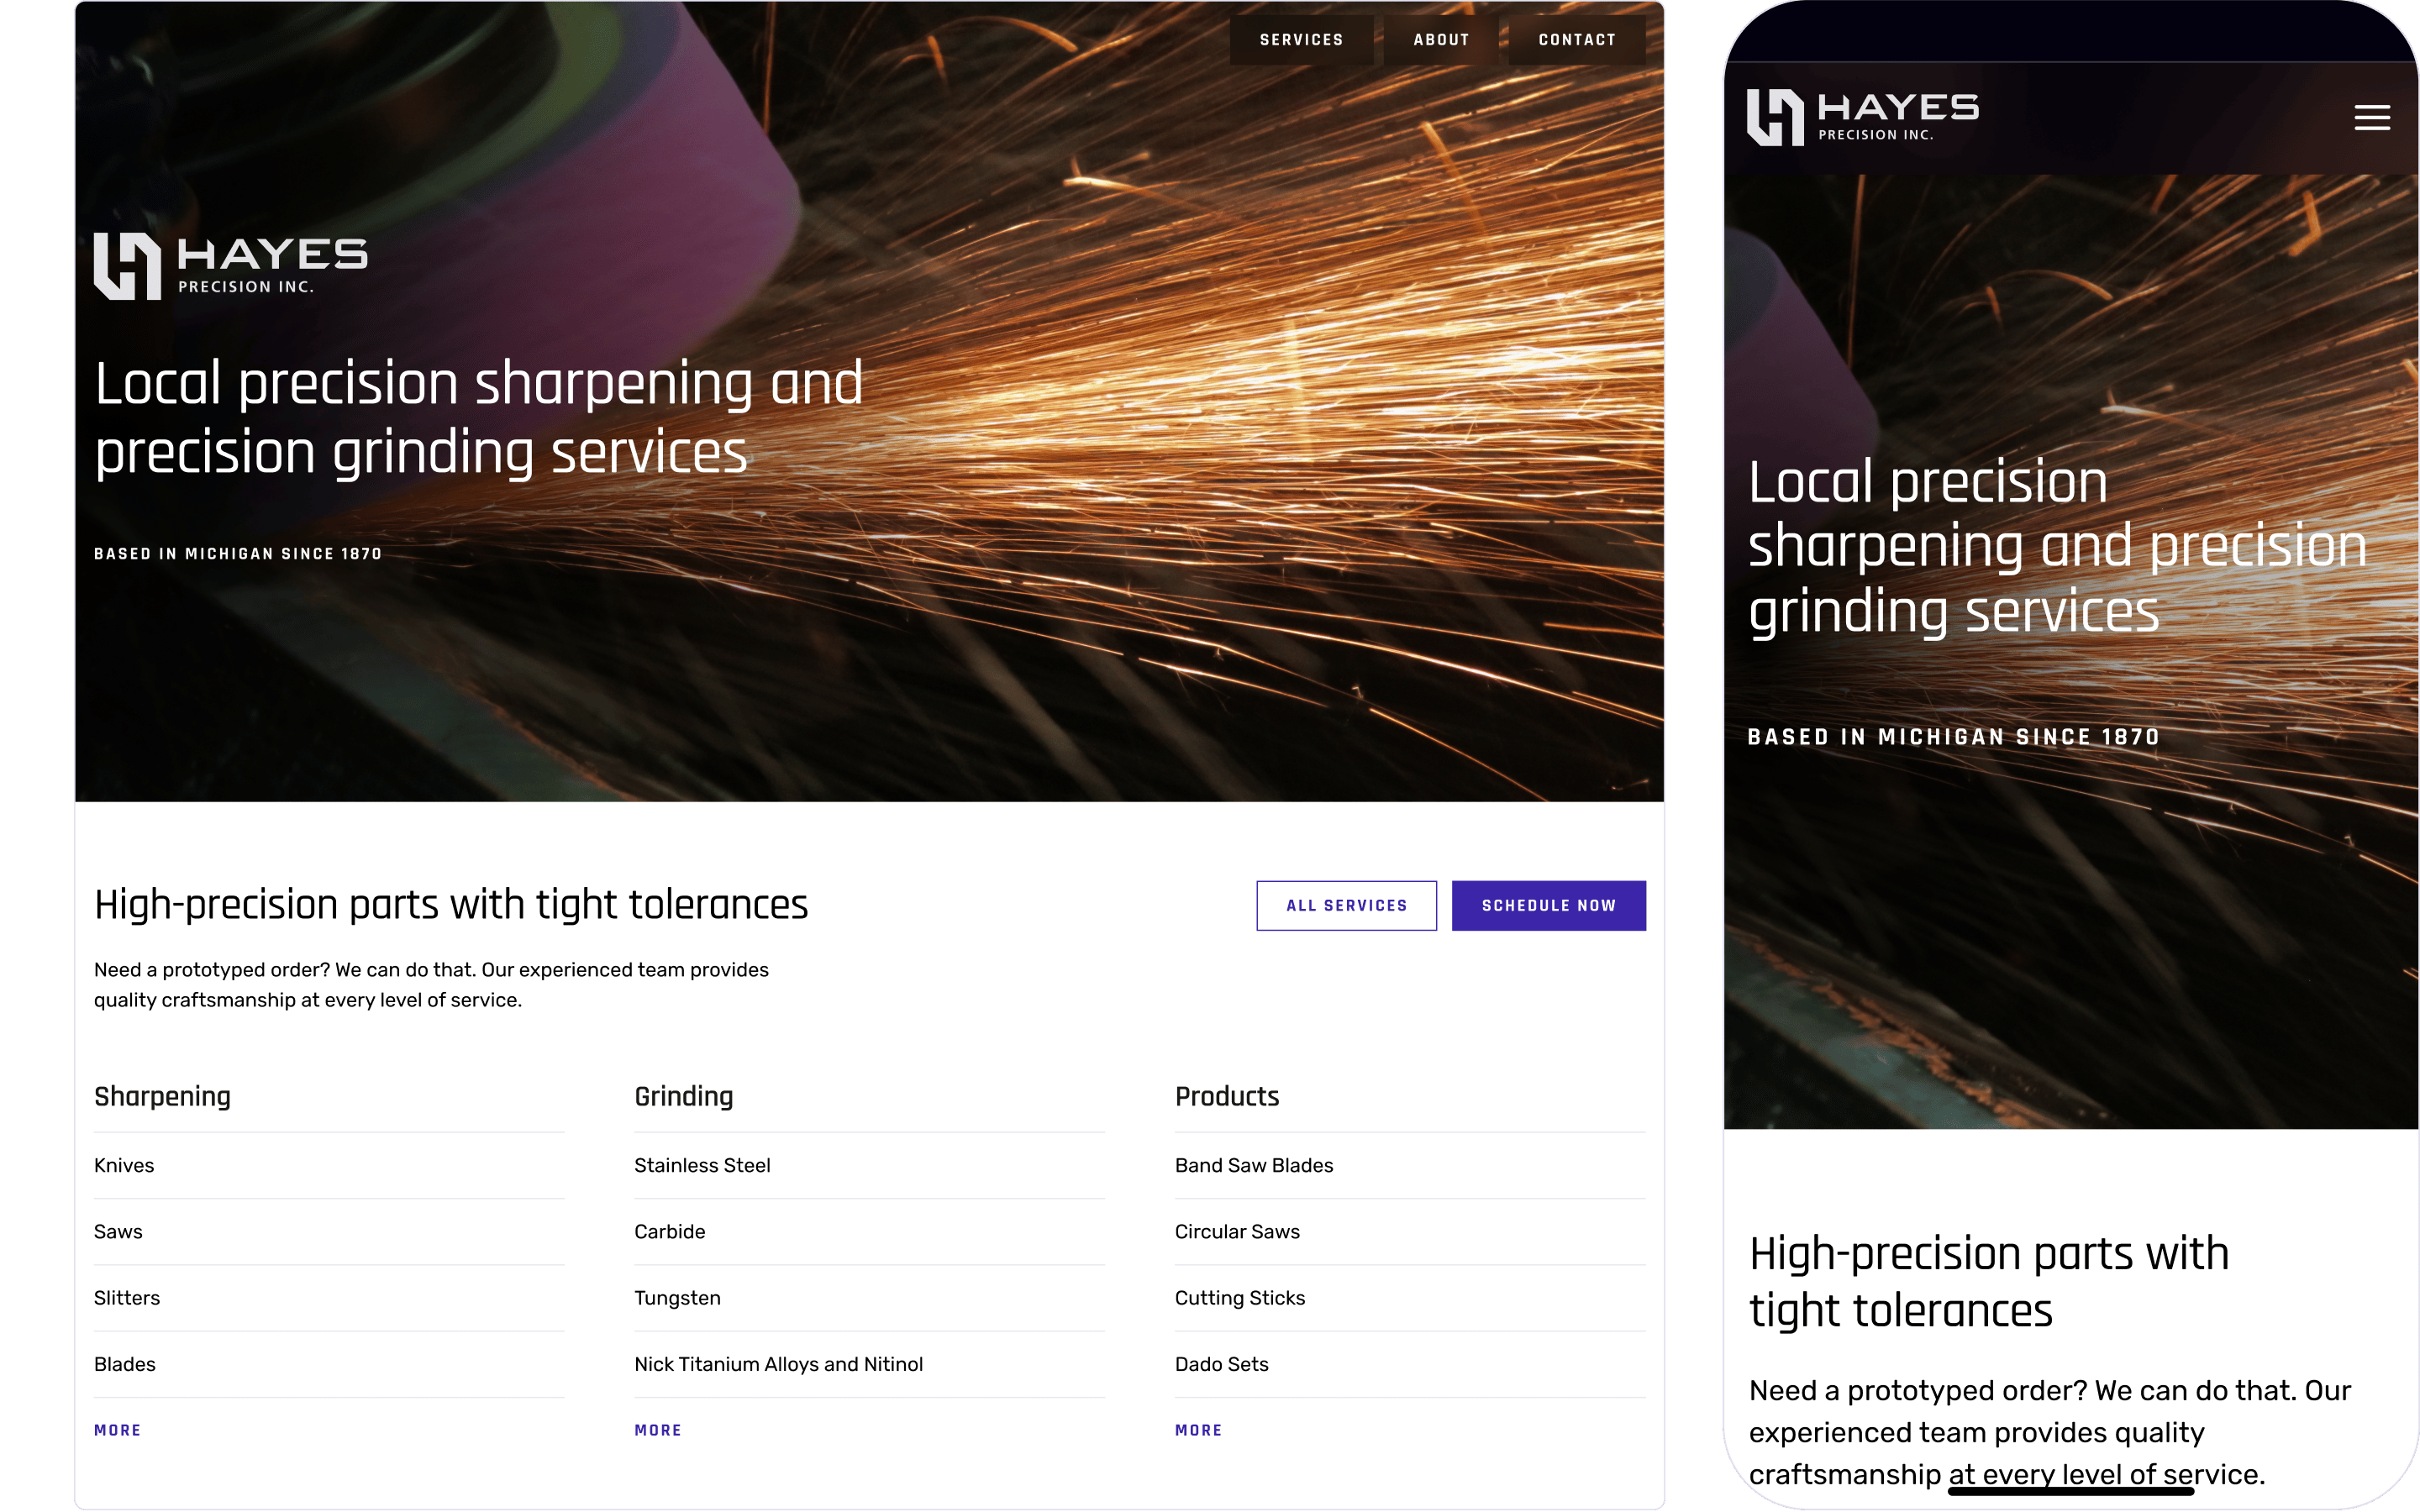 SERVICES ABOUT CONTACT
HAYES
PRECISION INC.
Local precision sharpening and
precision grinding services
BASED IN MICHIGAN SINCE 1870
High-precision parts with tight tolerances
ALL SERVICES SCHEDULE NOW
Need a prototyped order? We can do that. Our experienced team provides
quality craftsmanship at every level of service.
Sharpening
Knives
Saws
Slitters
Blades
MORE
Grinding
Stainless Steel
Carbide
Tungsten
Nick Titanium Alloys and Nitinol
MORE
Products
Band Saw Blades
Circular Saws
Cutting Sticks
Dado Sets
MORE
HAYES
PRECISION INC.
Local precision
sharpening and precision
grinding services
BASED IN MICHIGAN SINCE 1870
High-precision parts with
tight tolerances
Need a prototyped order? We can do that. Our
experienced team provides quality
craftsmanship at every level of service.